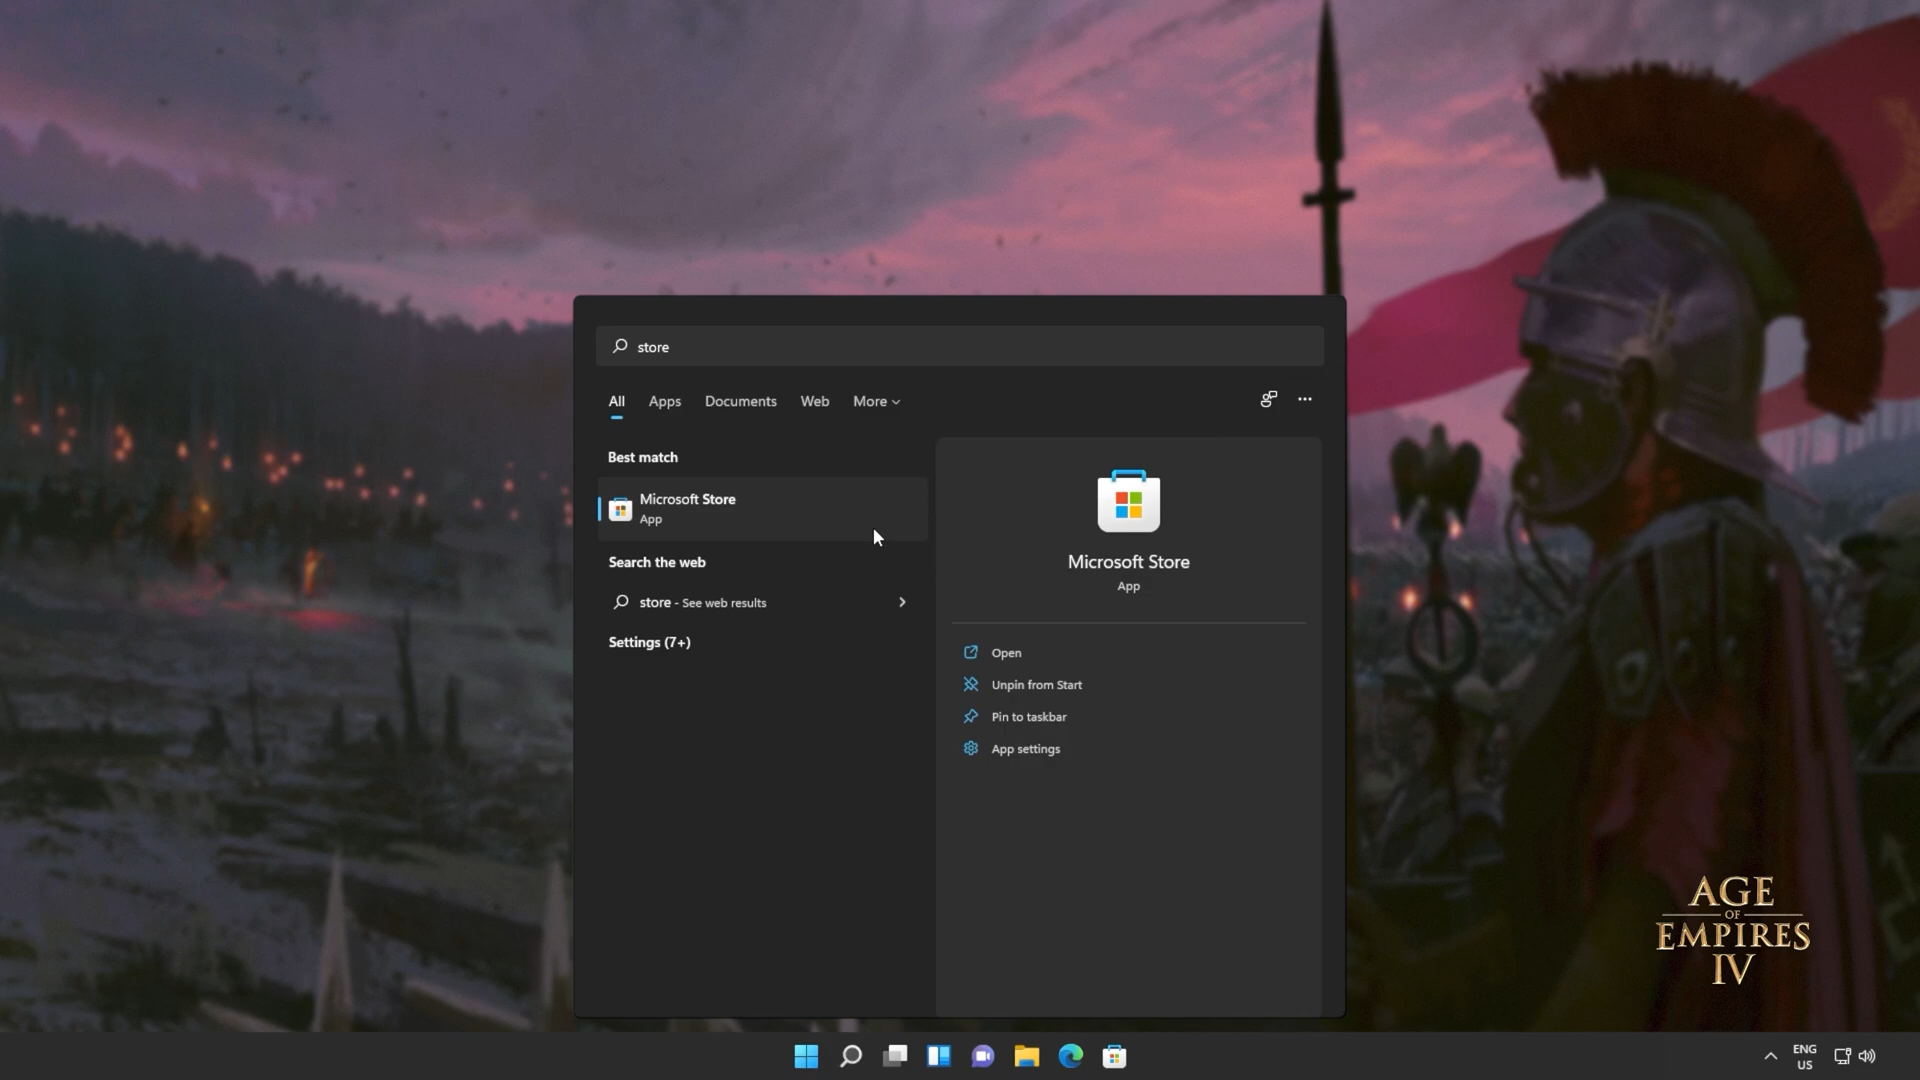 store
All Apps Documents Web More
Best match
Microsoft Store
App
Search the web
store - See web results
Settings (7+)
Microsoft Store
App
Open
Unpin from Start
Pin to taskbar
App settings
AGE
OF
EMPIRES
IV
ENG
US